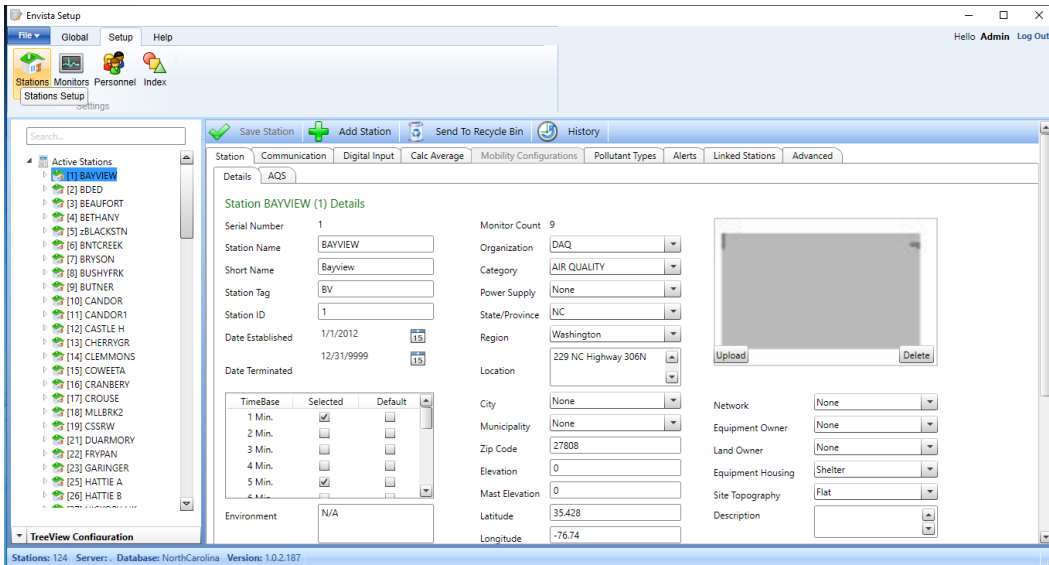 Envista Setup
File Global Setup Help
Hello Admin Log Out
Stations Monitors Personnel Index
Stations Setup
Settings
Search...
Active Stations
[1] BAYVIEW
[2] BDED
[3] BEAUFORT
[4] BETHANY
[5] zBLACKSTN
[6] BNTCREEK
[7] BRYSON
[8] BUSHYFRK
[9] BUTNER
[10] CANDOR
[11] CANDOR1
[12] CASTLE H
[13] CHERRYGR
[14] CLEMMONS
[15] COWEETA
[16] CRANBERY
[17] CROUSE
[18] MLLBRK2
[19] CSSRW
[21] DUARMORY
[22] FRYPAN
[23] GARINGER
[25] HATTIE A
[26] HATTIE B
TreeView Configuration
Save Station Add Station Send To Recycle Bin History
Station Communication Digital Input Calc Average Mobility Configurations Pollutant Types Alerts Linked Stations Advanced
Details AQS
Station BAYVIEW (1) Details
Serial Number 1
Station Name BAYVIEW
Short Name Bayview
Station Tag BV
Station ID 1
Date Established 1/1/2012 15
12/31/9999 15
Date Terminated
TimeBase Selected Default
1 Min.
2 Min.
3 Min.
4 Min.
5 Min.
Environment N/A
Monitor Count 9
Organization DAQ
Category AIR QUALITY
Power Supply None
State/Province NC
Region Washington
Location 229 NC Highway 306N
City None
Municipality None
Zip Code 27808
Elevation 0
Mast Elevation 0
Latitude 35.428
Longitude -76.74
Upload Delete
Network None
Equipment Owner None
Land Owner None
Equipment Housing Shelter
Site Topography Flat
Description
Stations: 124 Server: . Database: NorthCarolina Version: 1.0.2.187